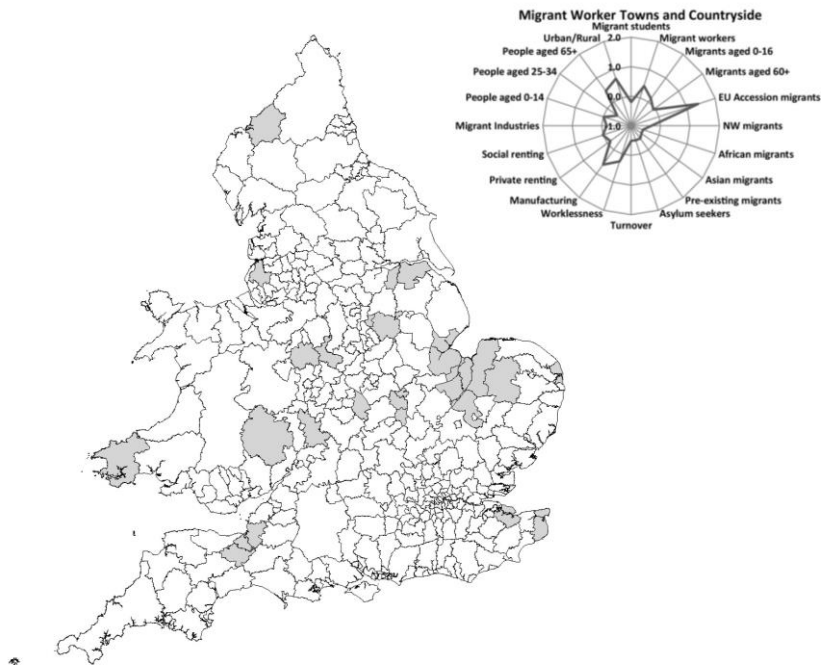 Migrant Worker Towns and Countryside
Migrant students
Urban/Rural 2.0 Migrant workers
People aged 65+ Migrants aged 0-16
People aged 25-34 1.0 Migrants aged 60+
People aged 0-14 0.0 EU Accession migrants
Migrant Industries -1.0 NW migrants
Social renting African migrants
Private renting Asian migrants
Manufacturing Pre-existing migrants
Worklessness Asylum seekers
Turnover